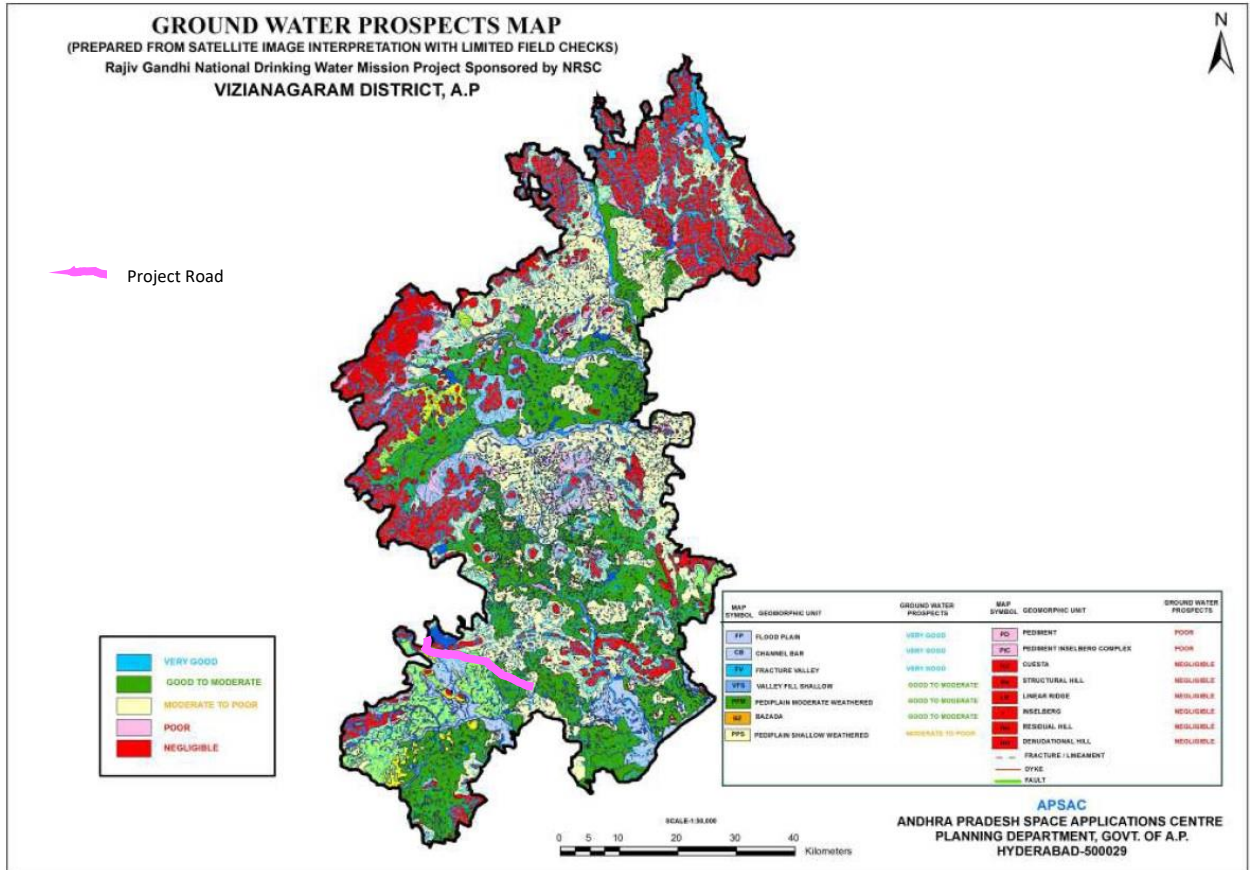 GROUND WATER PROSPECTS MAP
(PREPARED FROM SATELLITE IMAGE INTERPRETATION WITH LIMITED FIELD CHECKS)
Rajiv Gandhi National Drinking Water Mission Project Sponsored by NRSC
VIZIANAGARAM DISTRICT, A.P
N
Project Road
VERY GOOD
GOOD TO MODERATE
MODERATE TO POOR
POOR
NEGLIGIBLE
MAP SYMBOL GEOMORPHIC UNIT GROUND WATER PROSPECTS
FP FLOOD PLAIN VERY GOOD
CB CHANNEL BAR VERY GOOD
FV FRACTURE VALLEY VERY GOOD
VFS VALLEY FILL SHALLOW GOOD TO MODERATE
PPM PEDIPLAIN MODERATE WEATHERED GOOD TO MODERATE
BZ BAZADA GOOD TO MODERATE
PPS PEDIPLAIN SHALLOW WEATHERED MODERATE TO POOR
MAP SYMBOL GEOMORPHIC UNIT GROUND WATER PROSPECTS
PD PEDIMENT POOR
PIC PEDIMENT INSELBERG COMPLEX POOR
CUESTA NEGLIGIBLE
STRUCTURAL HILL NEGLIGIBLE
LINEAR RIDGE NEGLIGIBLE
INSELBERG NEGLIGIBLE
RESIDUAL HILL NEGLIGIBLE
DENUDATIONAL HILL NEGLIGIBLE
FRACTURE / LINEAMENT
DYKE
FAULT
SCALE-1:50,000
0 5 10 20 30 40
Kilometers
APSAC
ANDHRA PRADESH SPACE APPLICATIONS CENTRE
PLANNING DEPARTMENT, GOVT. OF A.P.
HYDERABAD-500029